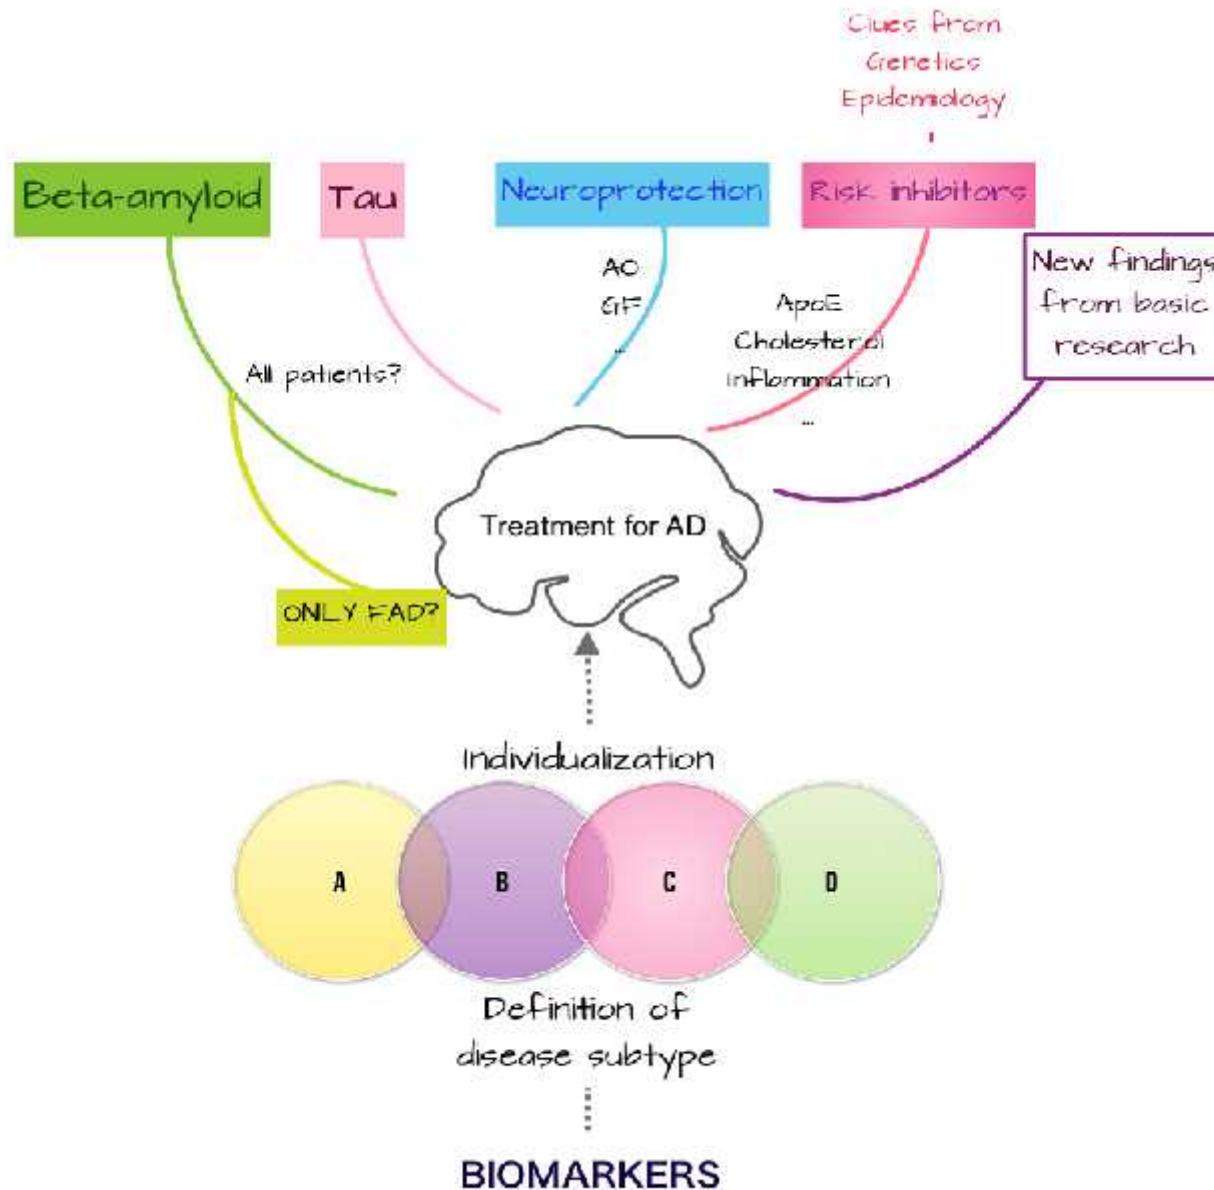 Clues from
Genetics
Epidemiology
Beta-amyloid
Tau
Neuroprotection
Risk inhibitors
New findings
from basic
research
AO
GF
...
ApoE
Cholesterol
inflammation
...
All patients?
Treatment for AD
ONLY FAD?
Individualization
A
B
C
D
Definition of
disease subtype
BIOMARKERS